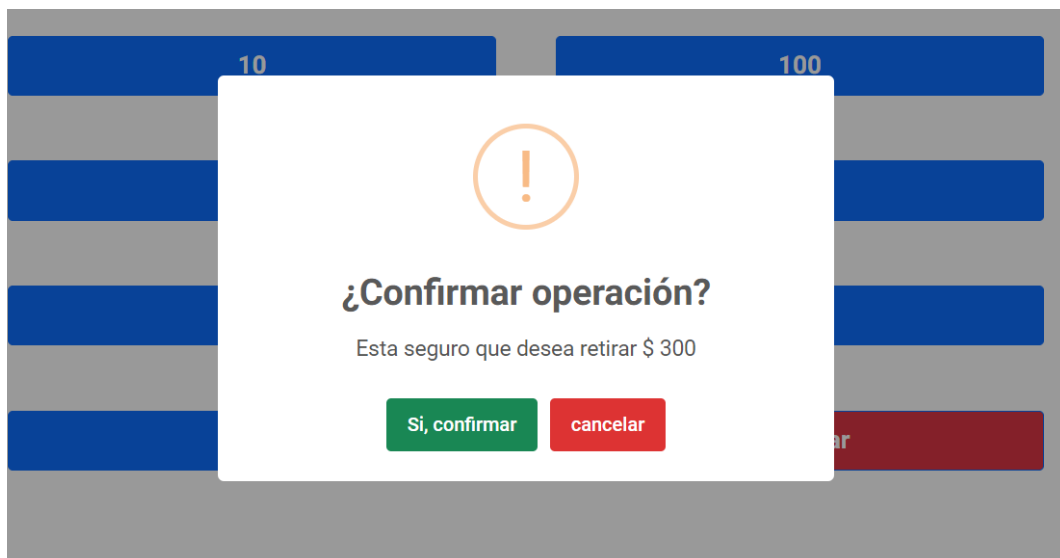 10
100
!
¿Confirmar operación?
Esta seguro que desea retirar $ 300
Si, confirmar
cancelar